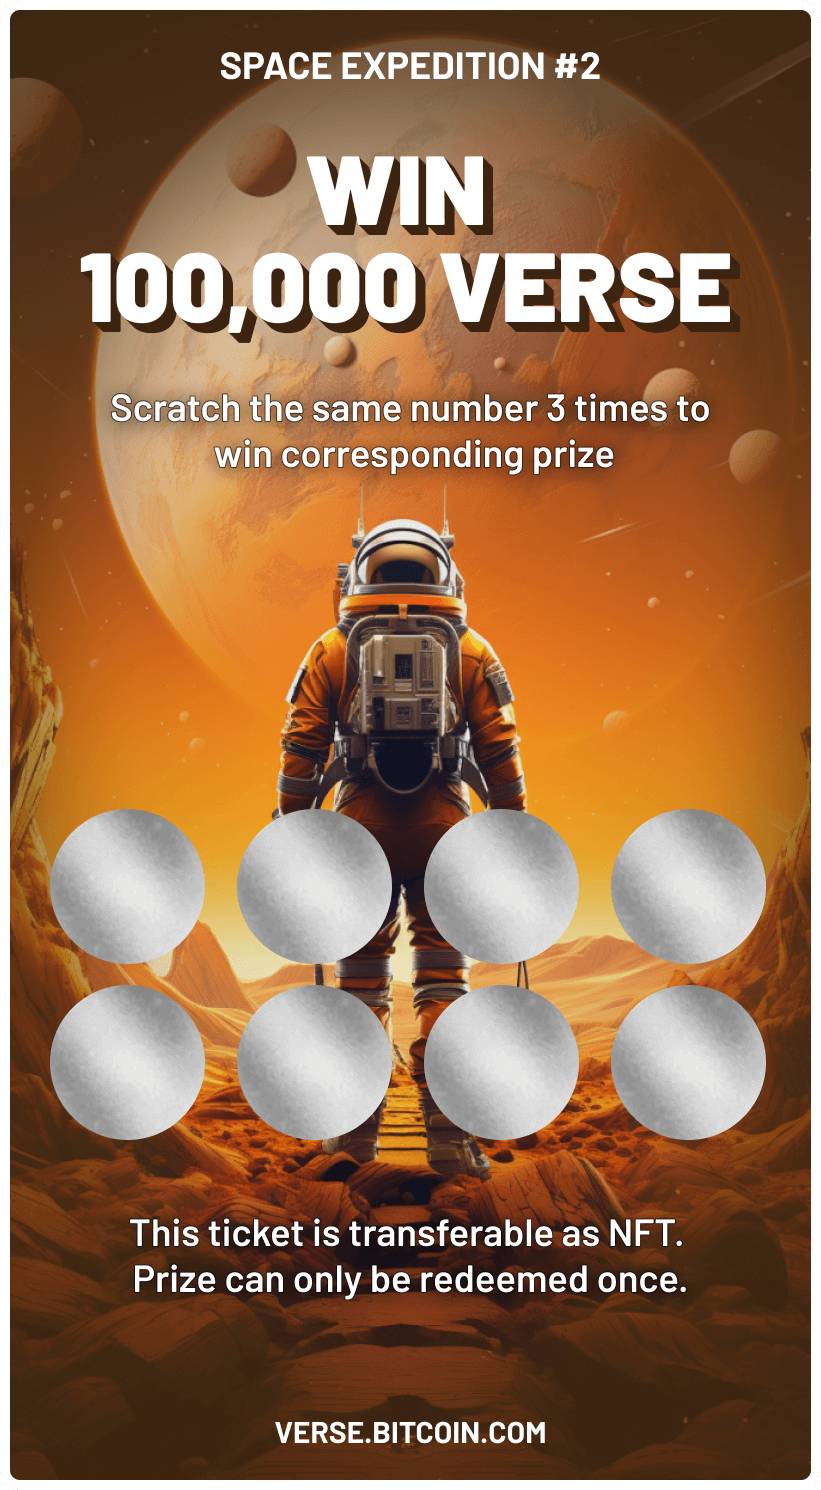 SPACE EXPEDITION #2
WIN
100,000 VERSE
Scratch the same number 3 times to
win corresponding prize
This ticket is transferable as NFT.
Prize can only be redeemed once.
VERSE.BITCOIN.COM